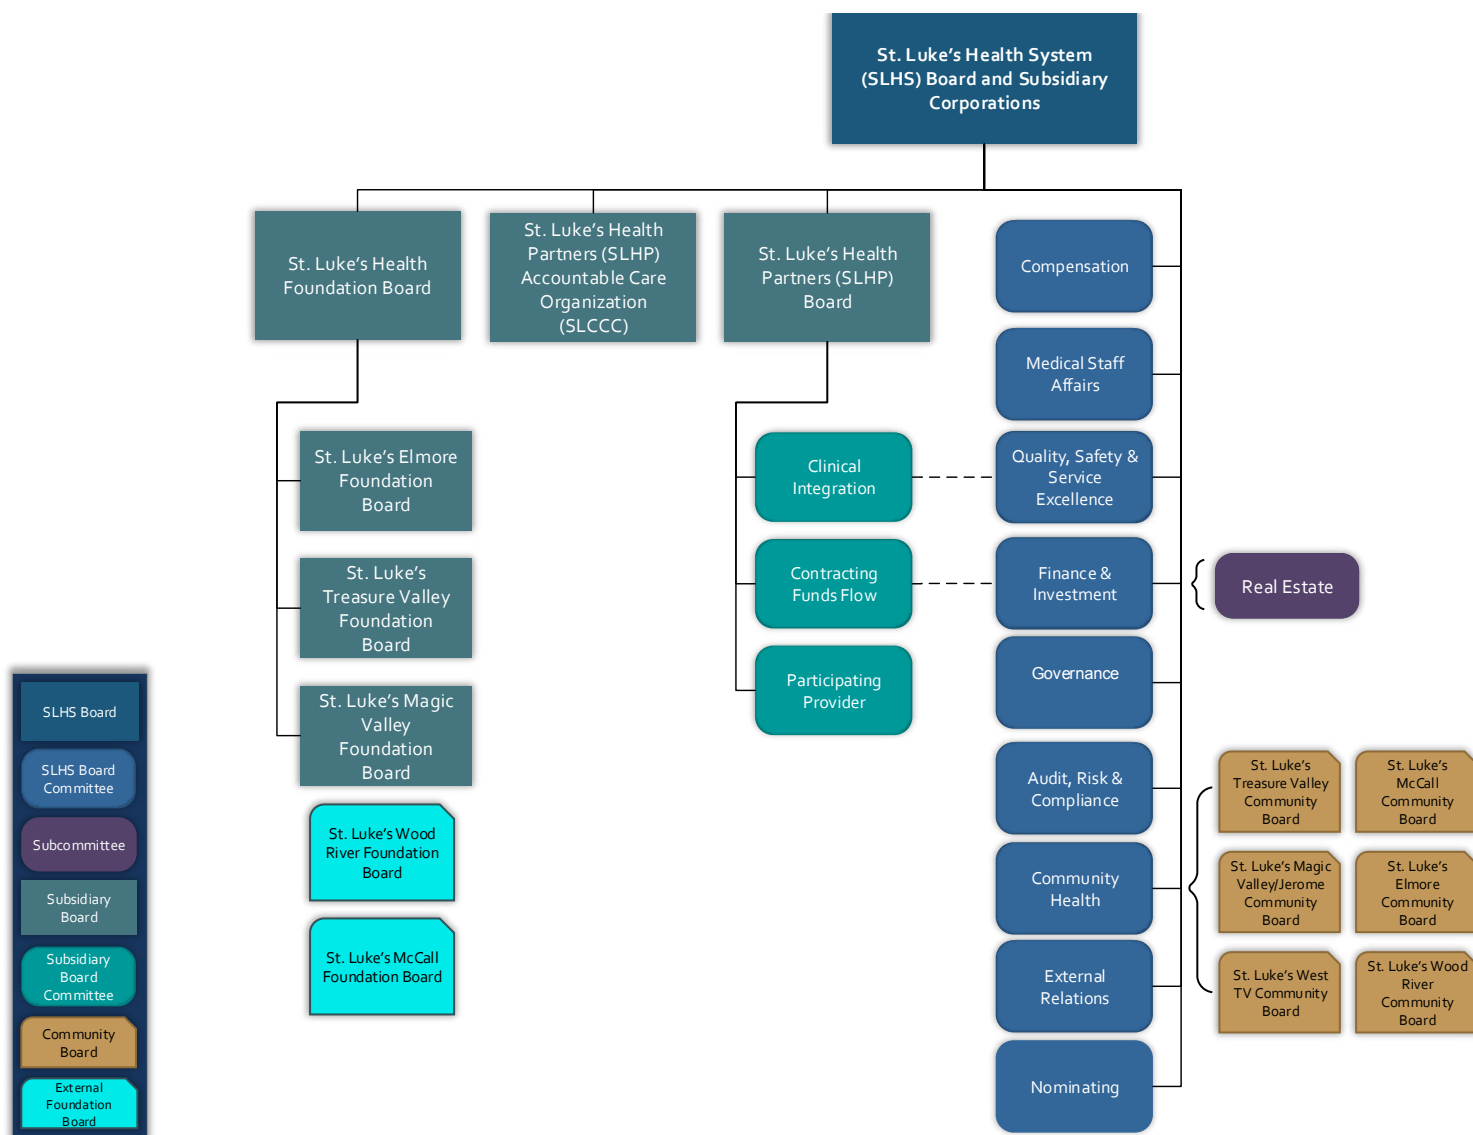 St. Luke's Health System
(SLHS) Board and Subsidiary
Corporations
St. Luke's Health
Foundation Board
St. Luke's Health
Partners (SLHP)
Accountable Care
Organization
(SLCCC)
St. Luke's Health
Partners (SLHP)
Board
Compensation
Medical Staff
Affairs
St. Luke's Elmore
Foundation
Board
Clinical
Integration
Quality, Safety &
Service
Excellence
St. Luke's
Treasure Valley
Foundation
Board
Contracting
Funds Flow
Finance &
Investment
Real Estate
St. Luke's Magic
Valley
Foundation
Board
Participating
Provider
Governance
Audit, Risk &
Compliance
St. Luke's
Treasure Valley
Community
Board
St. Luke's
McCall
Community
Board
St. Luke's Wood
River Foundation
Board
Community
Health
St. Luke's Magic
Valley/Jerome
Community
Board
St. Luke's
Elmore
Community
Board
St. Luke's McCall
Foundation Board
External
Relations
St. Luke's West
TV Community
Board
St. Luke's Wood
River
Community
Board
Nominating
SLHS Board
SLHS Board
Committee
Subcommittee
Subsidiary
Board
Subsidiary
Board
Committee
Community
Board
External
Foundation
Board